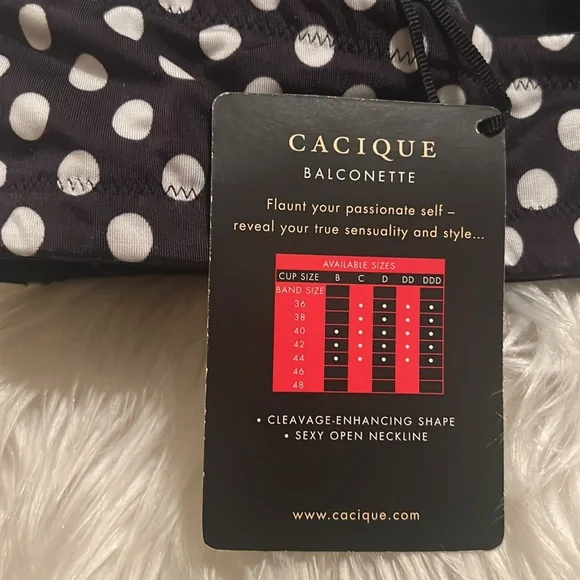 CACIQUE
BALCONETTE
Flaunt your passionate self –
reveal your true sensuality and style...
AVAILABLE SIZES
CUP SIZE B C D DD DDD
BAND SIZE
36 • • • •
38 • • • •
40 • • • • •
42 • • • • •
44 • • • • •
46
48
• CLEAVAGE-ENHANCING SHAPE
• SEXY OPEN NECKLINE
www.cacique.com